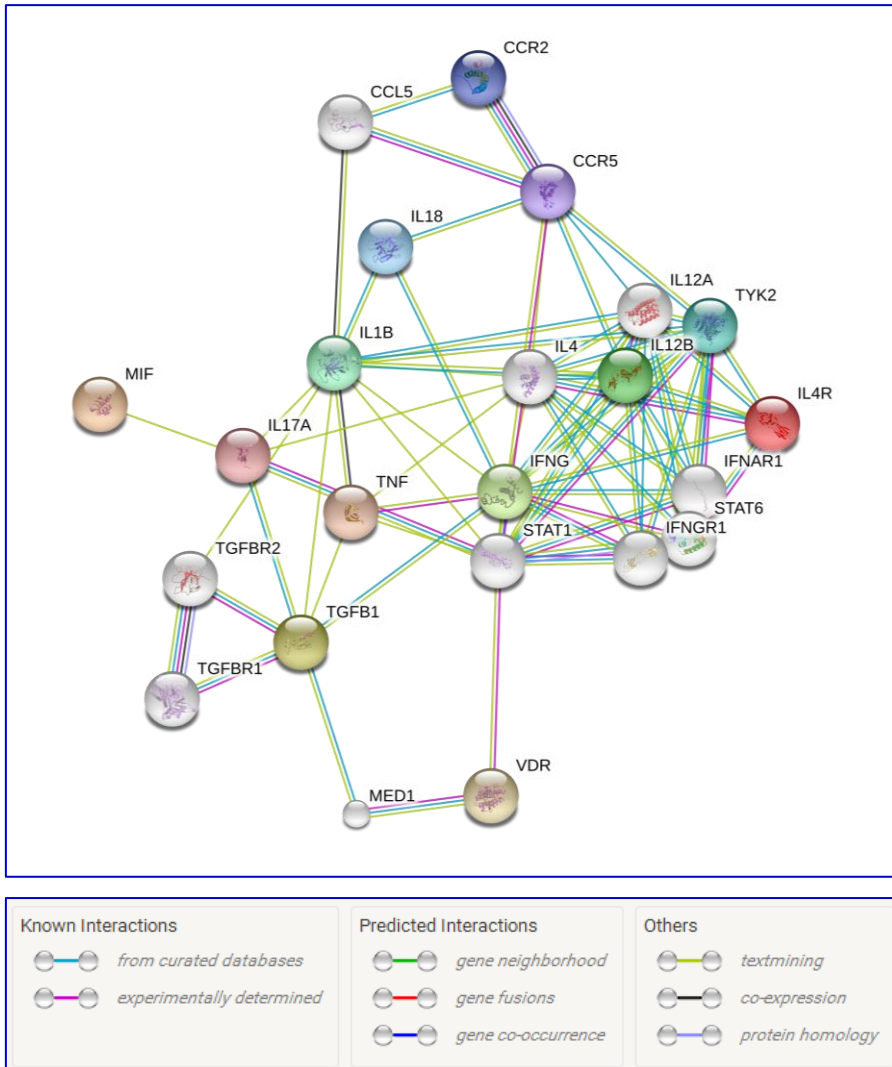 CCR2
CCL5
CCR5
IL18
IL12A
TYK2
IL1B
IL4
IL12B
MIF
IL4R
IL17A
IFNG
IFNAR1
TNF
STAT6
STAT1
IFNGR1
TGFBR2
TGFB1
TGFBR1
VDR
MED1
Known Interactions
from curated databases
experimentally determined
Predicted Interactions
gene neighborhood
gene fusions
gene co-occurrence
Others
textmining
co-expression
protein homology